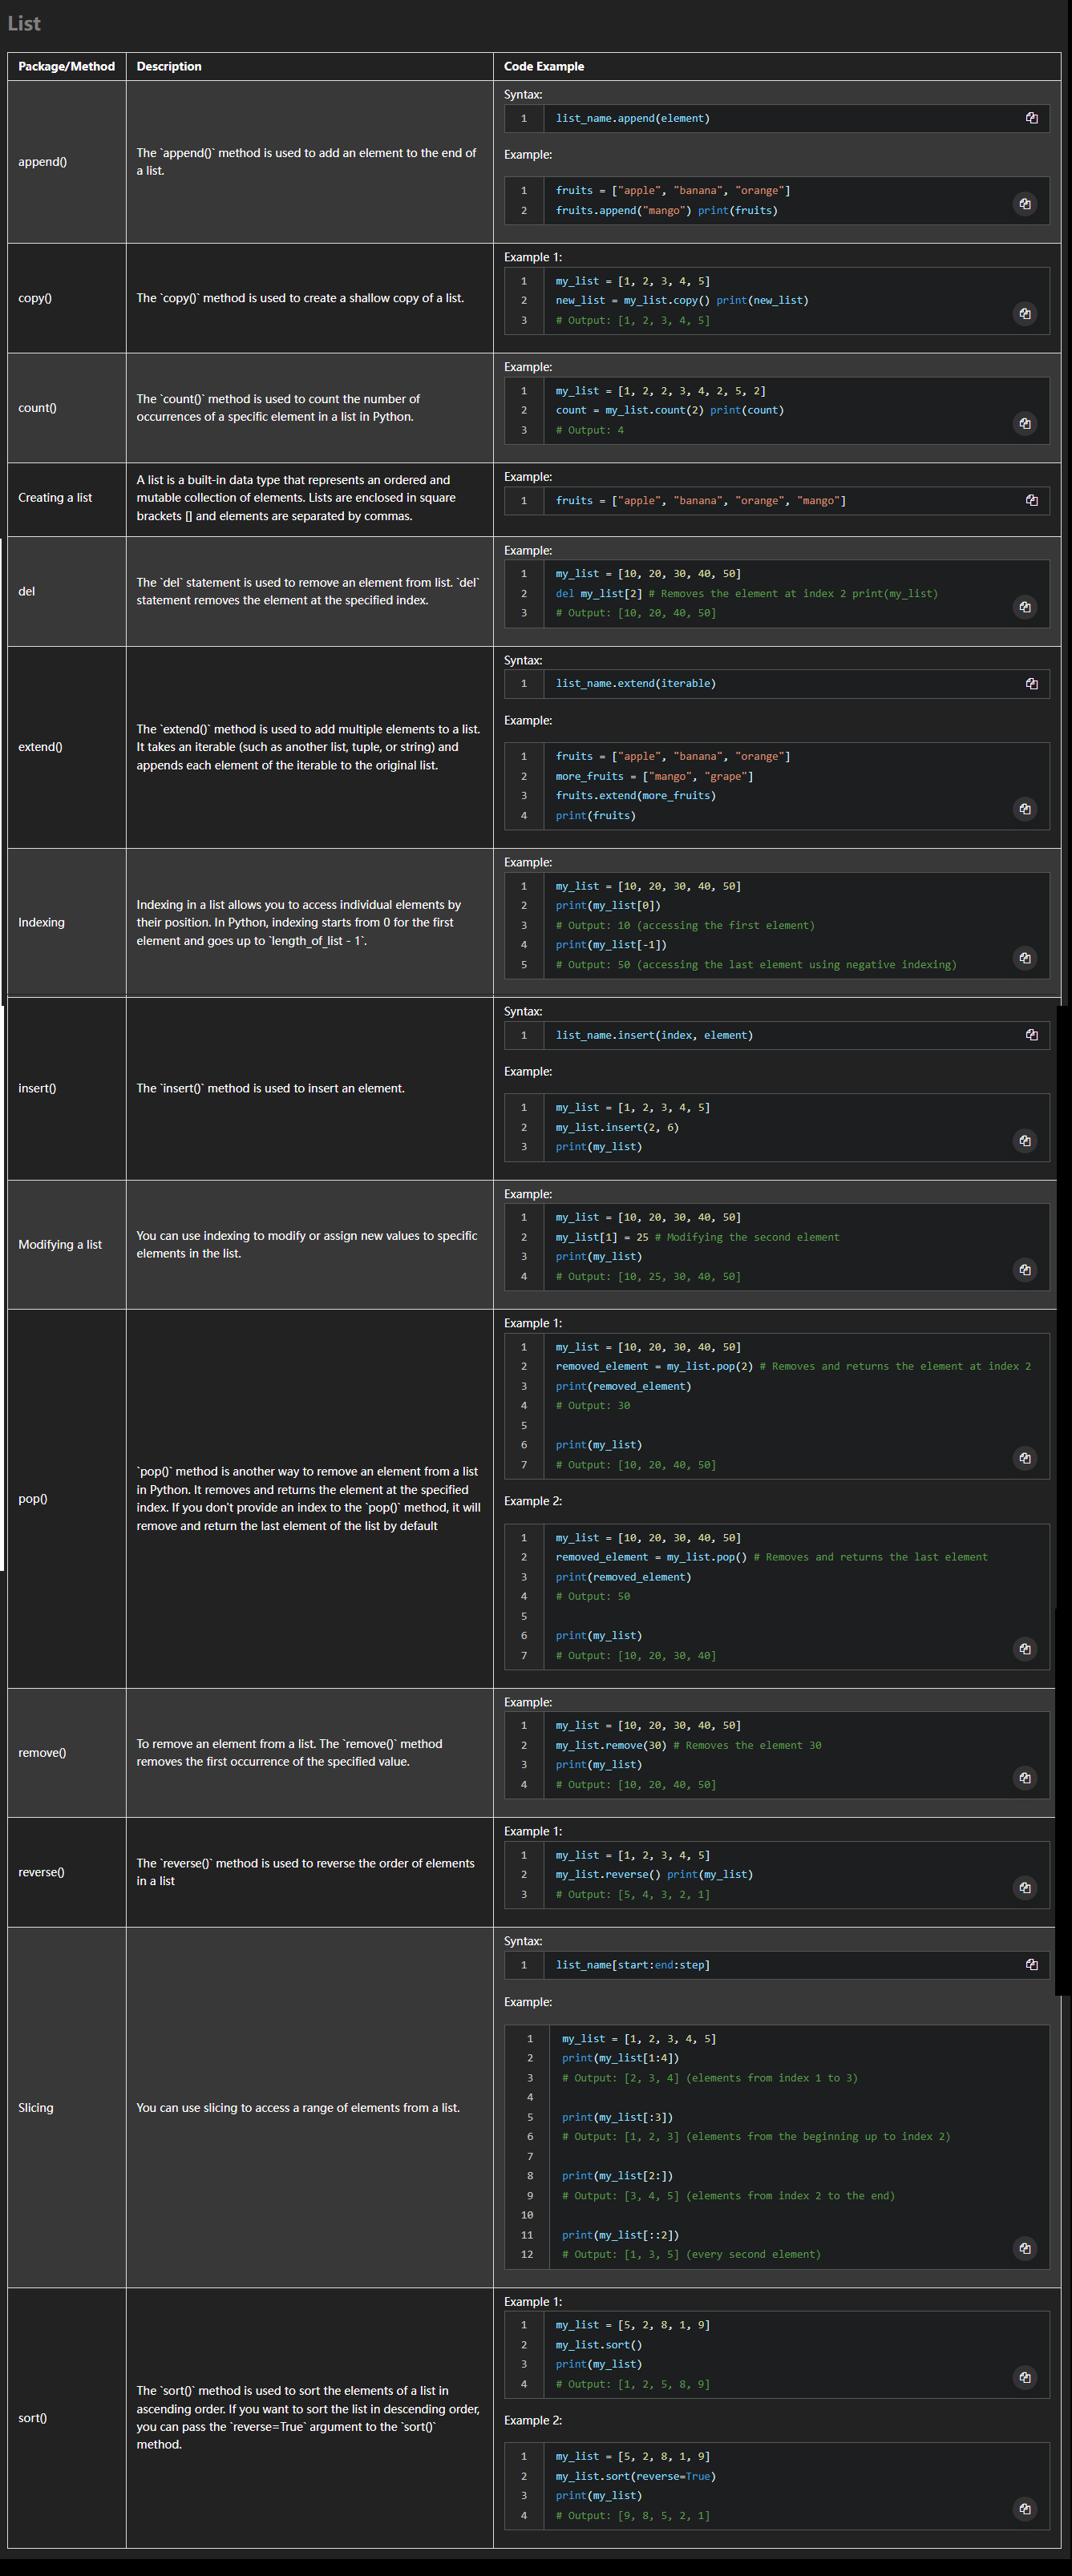 List
Package/Method
Description
Code Example
append()
The `append()` method is used to add an element to the end of
a list.
Syntax:
1 list_name.append(element)
Example:
1 fruits = ["apple", "banana", "orange"]
2 fruits.append("mango") print(fruits)
copy()
The `copy()` method is used to create a shallow copy of a list.
Example 1:
1 my_list = [1, 2, 3, 4, 5]
2 new_list = my_list.copy() print(new_list)
3 # Output: [1, 2, 3, 4, 5]
count()
The `count()` method is used to count the number of
occurrences of a specific element in a list in Python.
Example:
1 my_list = [1, 2, 2, 3, 4, 2, 5, 2]
2 count = my_list.count(2) print(count)
3 # Output: 4
Creating a list
A list is a built-in data type that represents an ordered and
mutable collection of elements. Lists are enclosed in square
brackets [] and elements are separated by commas.
Example:
1 fruits = ["apple", "banana", "orange", "mango"]
del
The `del` statement is used to remove an element from list. `del`
statement removes the element at the specified index.
Example:
1 my_list = [10, 20, 30, 40, 50]
2 del my_list[2] # Removes the element at index 2 print(my_list)
3 # Output: [10, 20, 40, 50]
extend()
The `extend()` method is used to add multiple elements to a list.
It takes an iterable (such as another list, tuple, or string) and
appends each element of the iterable to the original list.
Syntax:
1 list_name.extend(iterable)
Example:
1 fruits = ["apple", "banana", "orange"]
2 more_fruits = ["mango", "grape"]
3 fruits.extend(more_fruits)
4 print(fruits)
Indexing
Indexing in a list allows you to access individual elements by
their position. In Python, indexing starts from 0 for the first
element and goes up to `length_of_list - 1`.
Example:
1 my_list = [10, 20, 30, 40, 50]
2 print(my_list[0])
3 # Output: 10 (accessing the first element)
4 print(my_list[-1])
5 # Output: 50 (accessing the last element using negative indexing)
insert()
The `insert()` method is used to insert an element.
Syntax:
1 list_name.insert(index, element)
Example:
1 my_list = [1, 2, 3, 4, 5]
2 my_list.insert(2, 6)
3 print(my_list)
Modifying a list
You can use indexing to modify or assign new values to specific
elements in the list.
Example:
1 my_list = [10, 20, 30, 40, 50]
2 my_list[1] = 25 # Modifying the second element
3 print(my_list)
4 # Output: [10, 25, 30, 40, 50]
pop()
`pop()` method is another way to remove an element from a list
in Python. It removes and returns the element at the specified
index. If you don't provide an index to the `pop()` method, it will
remove and return the last element of the list by default
Example 1:
1 my_list = [10, 20, 30, 40, 50]
2 removed_element = my_list.pop(2) # Removes and returns the element at index 2
3 print(removed_element)
4 # Output: 30
5
6 print(my_list)
7 # Output: [10, 20, 40, 50]
Example 2:
1 my_list = [10, 20, 30, 40, 50]
2 removed_element = my_list.pop() # Removes and returns the last element
3 print(removed_element)
4 # Output: 50
5
6 print(my_list)
7 # Output: [10, 20, 30, 40]
remove()
To remove an element from a list. The `remove()` method
removes the first occurrence of the specified value.
Example:
1 my_list = [10, 20, 30, 40, 50]
2 my_list.remove(30) # Removes the element 30
3 print(my_list)
4 # Output: [10, 20, 40, 50]
reverse()
The `reverse()` method is used to reverse the order of elements
in a list
Example 1:
1 my_list = [1, 2, 3, 4, 5]
2 my_list.reverse() print(my_list)
3 # Output: [5, 4, 3, 2, 1]
Slicing
You can use slicing to access a range of elements from a list.
Syntax:
1 list_name[start:end:step]
Example:
1 my_list = [1, 2, 3, 4, 5]
2 print(my_list[1:4])
3 # Output: [2, 3, 4] (elements from index 1 to 3)
4
5 print(my_list[:3])
6 # Output: [1, 2, 3] (elements from the beginning up to index 2)
7
8 print(my_list[2:])
9 # Output: [3, 4, 5] (elements from index 2 to the end)
10
11 print(my_list[::2])
12 # Output: [1, 3, 5] (every second element)
sort()
The `sort()` method is used to sort the elements of a list in
ascending order. If you want to sort the list in descending order,
you can pass the `reverse=True` argument to the `sort()`
method.
Example 1:
1 my_list = [5, 2, 8, 1, 9]
2 my_list.sort()
3 print(my_list)
4 # Output: [1, 2, 5, 8, 9]
Example 2:
1 my_list = [5, 2, 8, 1, 9]
2 my_list.sort(reverse=True)
3 print(my_list)
4 # Output: [9, 8, 5, 2, 1]